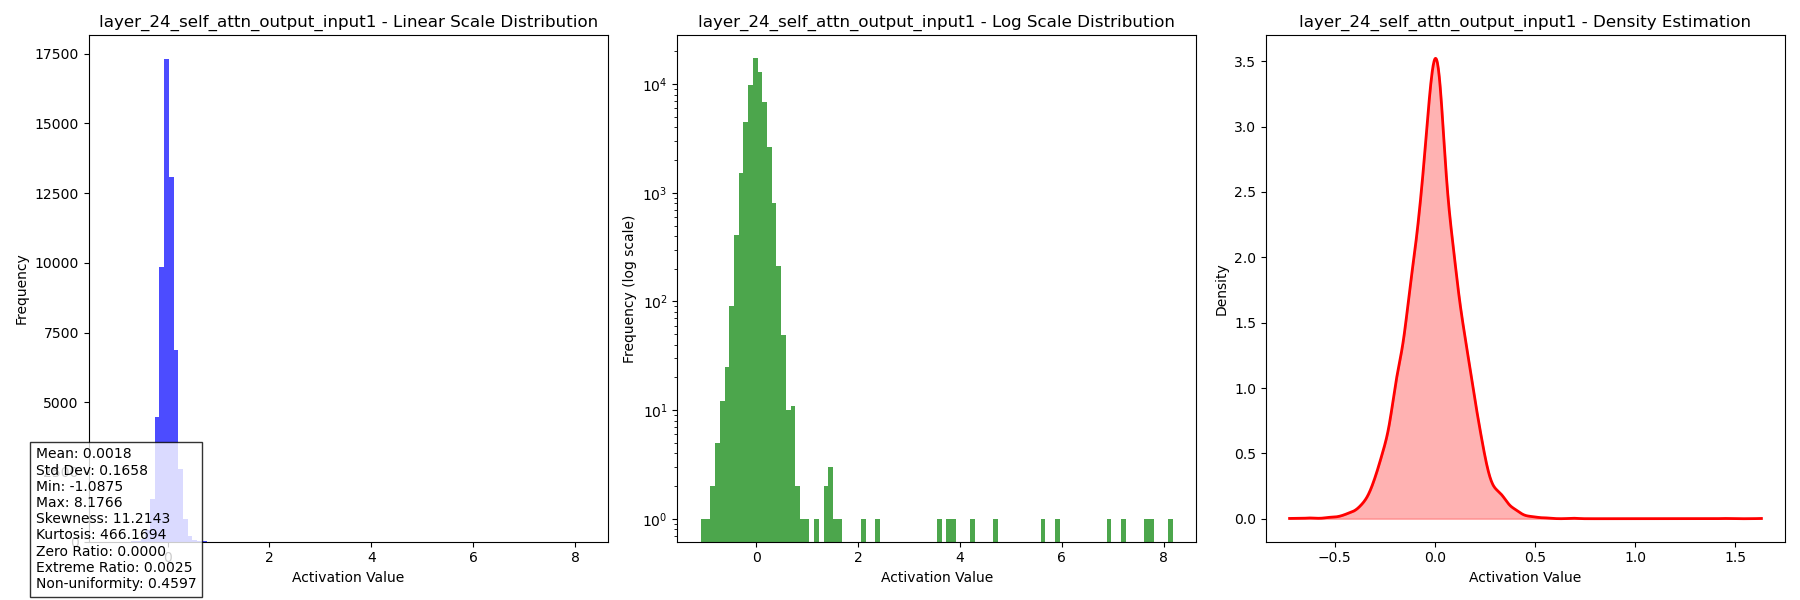 layer_24_self_attn_output_input1 - Linear Scale Distribution
17500
15000
12500
10000
7500
5000
Frequency
0
2
4
6
8
Activation Value
Mean: 0.0018
Std Dev: 0.1658
Min: -1.0875
Max: 8.1766
Skewness: 11.2143
Kurtosis: 466.1694
Zero Ratio: 0.0000
Extreme Ratio: 0.0025
Non-uniformity: 0.4597
layer_24_self_attn_output_input1 - Log Scale Distribution
10⁴
10³
10²
10¹
10⁰
Frequency (log scale)
0
2
4
6
8
Activation Value
layer_24_self_attn_output_input1 - Density Estimation
3.5
3.0
2.5
2.0
1.5
1.0
0.5
0.0
Density
−0.5
0.0
0.5
1.0
1.5
Activation Value